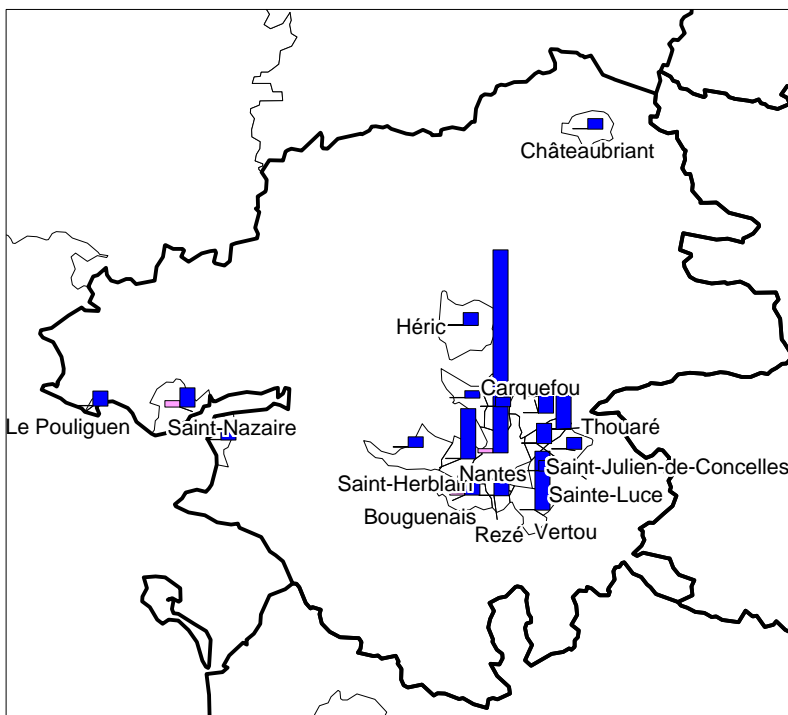 Châteaubriant
Héric
Carquefou
Le Pouliguen
Saint-Nazaire
Thouaré
Saint-Julien-de-Concelles
Nantes
Saint-Herblain
Sainte-Luce
Bouguenais
Rezé
Vertou